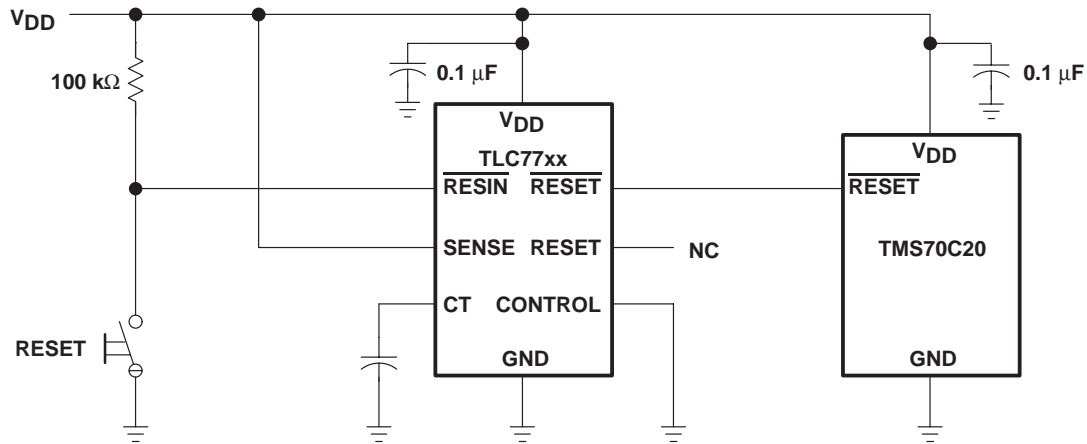 VDD
100 kΩ
0.1 μF
0.1 μF
VDD
TLC77xx
RESIN RESET
SENSE RESET
CT CONTROL
GND
NC
VDD
RESET
TMS70C20
GND
RESET